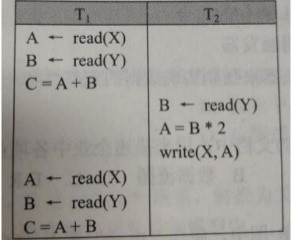 T₁ T₂
A ← read(X)
B ← read(Y)
C = A + B
B ← read(Y)
A = B * 2
write(X, A)
A ← read(X)
B ← read(Y)
C = A + B